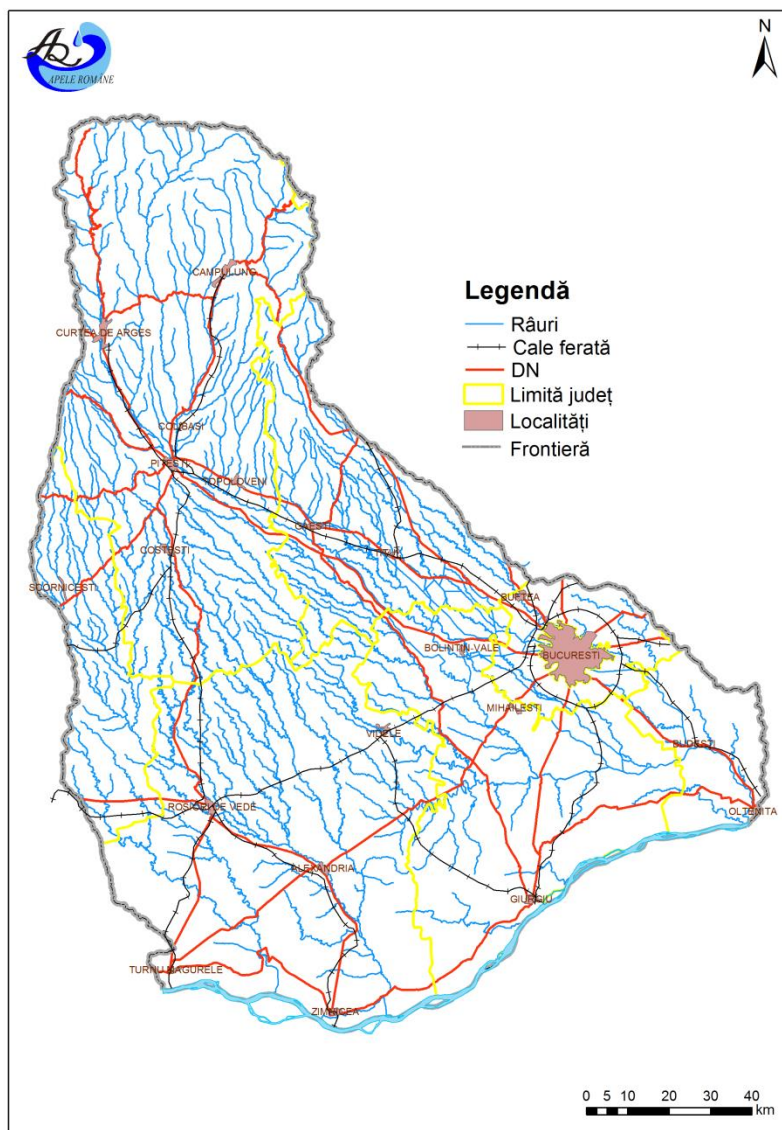 APELE ROMÂNE
N
CAMPULUNG
CURTEA DE ARGES
Legendă
Râuri
Cale ferată
DN
Limită județ
Localități
Frontieră
COLIBASI
PITESTI
TOPOLOVENI
GAESTI
COSTESTI
TITU
SCORNICESTI
BUFTEA
BOLINTIN-VALE
BUCURESTI
MIHAILESTI
VIDELE
BUDESTI
ROSIORI DE VEDE
OLTENITA
ALEXANDRIA
GIURGIU
TURNU MAGURELE
ZIMNICEA
0 5 10 20 30 40
km